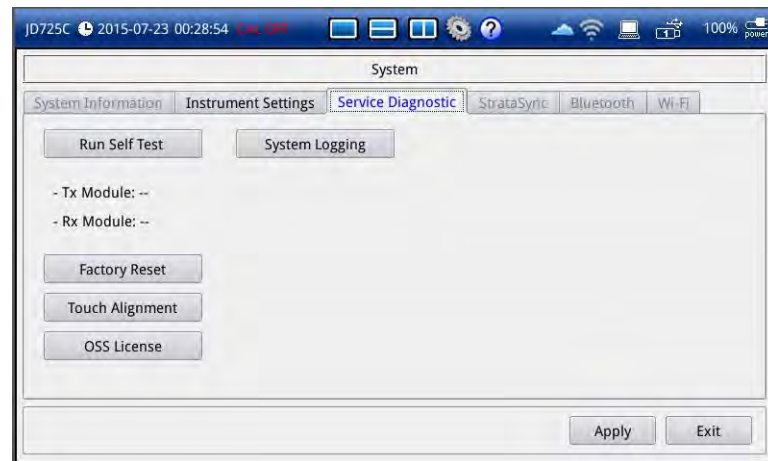 JD725C 2015-07-23 00:28:54 CAL OFF ? 1 100% power
System
System Information Instrument Settings Service Diagnostic StrataSync Bluetooth Wi-Fi
Run Self Test System Logging
- Tx Module: --
- Rx Module: --
Factory Reset
Touch Alignment
OSS License
Apply Exit